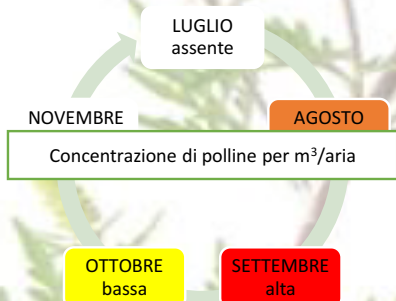 LUGLIO
assente
NOVEMBRE
AGOSTO
Concentrazione di polline per m³/aria
OTTOBRE
bassa
SETTEMBRE
alta